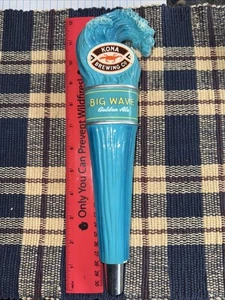 KONA
BREWING CO.
BIG WAVE
Golden Ale
Only You Can Prevent Wildfires!